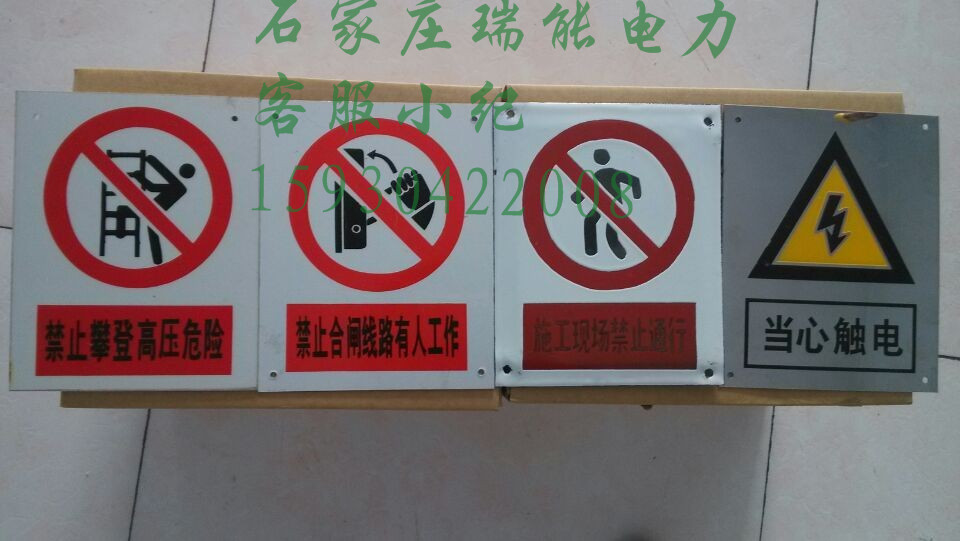 石家庄瑞能电力
客服小纪
15930422008
禁止攀登高压危险
禁止合闸线路有人工作
施工现场禁止通行
当心触电